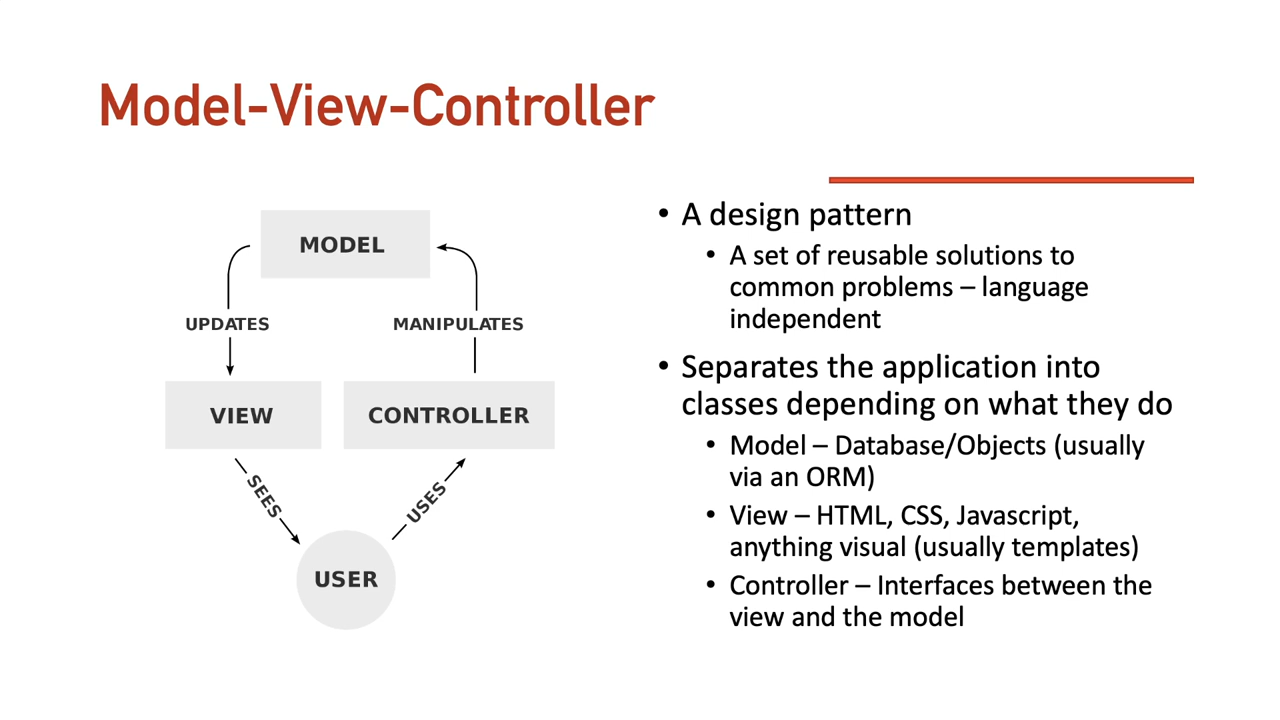 Model-View-Controller
MODEL
UPDATES
MANIPULATES
VIEW
CONTROLLER
SEES
USES
USER
• A design pattern
• A set of reusable solutions to
common problems – language
independent
• Separates the application into
classes depending on what they do
• Model – Database/Objects (usually
via an ORM)
• View – HTML, CSS, Javascript,
anything visual (usually templates)
• Controller – Interfaces between the
view and the model